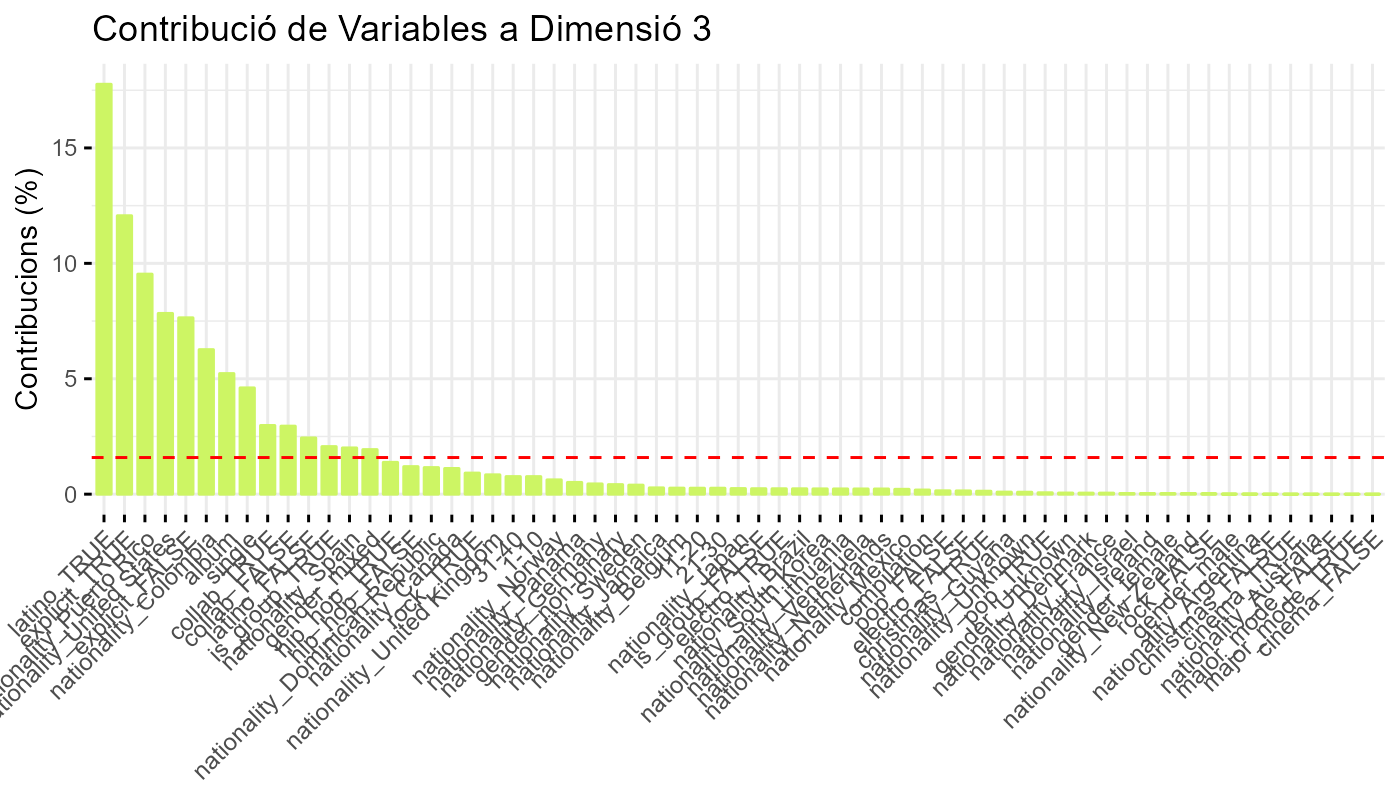 Contribució de Variables a Dimensió 3
Contribucions (%)
15
10
5
0
latino_TRUE
explicit_TRUE
nationality_Puerto Rico
nationality_United States
explicit_FALSE
nationality_Colombia
album
single
collab_TRUE
collab_FALSE
latino_FALSE
is_group_TRUE
nationality_Spain
gender_mixed
hip_hop_TRUE
hip_hop_FALSE
nationality_Dominican Republic
nationality_Canada
rock_TRUE
nationality_United Kingdom
31-40
1-10
nationality_Norway
nationality_Panama
nationality_Germany
gender_non-binary
nationality_Sweden
nationality_Jamaica
nationality_Belgium
11-20
21-30
nationality_Japan
is_group_FALSE
electro_TRUE
nationality_Brazil
nationality_South Korea
nationality_Lithuania
nationality_Venezuela
nationality_Netherlands
nationality_Mexico
compilation
pop_FALSE
electro_FALSE
christmas_TRUE
nationality_Guyana
nationality_Unknown
pop_TRUE
gender_Unknown
nationality_Denmark
nationality_France
nationality_Israel
nationality_Ireland
gender_female
nationality_New Zealand
rock_FALSE
gender_male
nationality_Argentina
christmas_FALSE
cinema_TRUE
nationality_Australia
major_mode_FALSE
major_mode_TRUE
cinema_FALSE